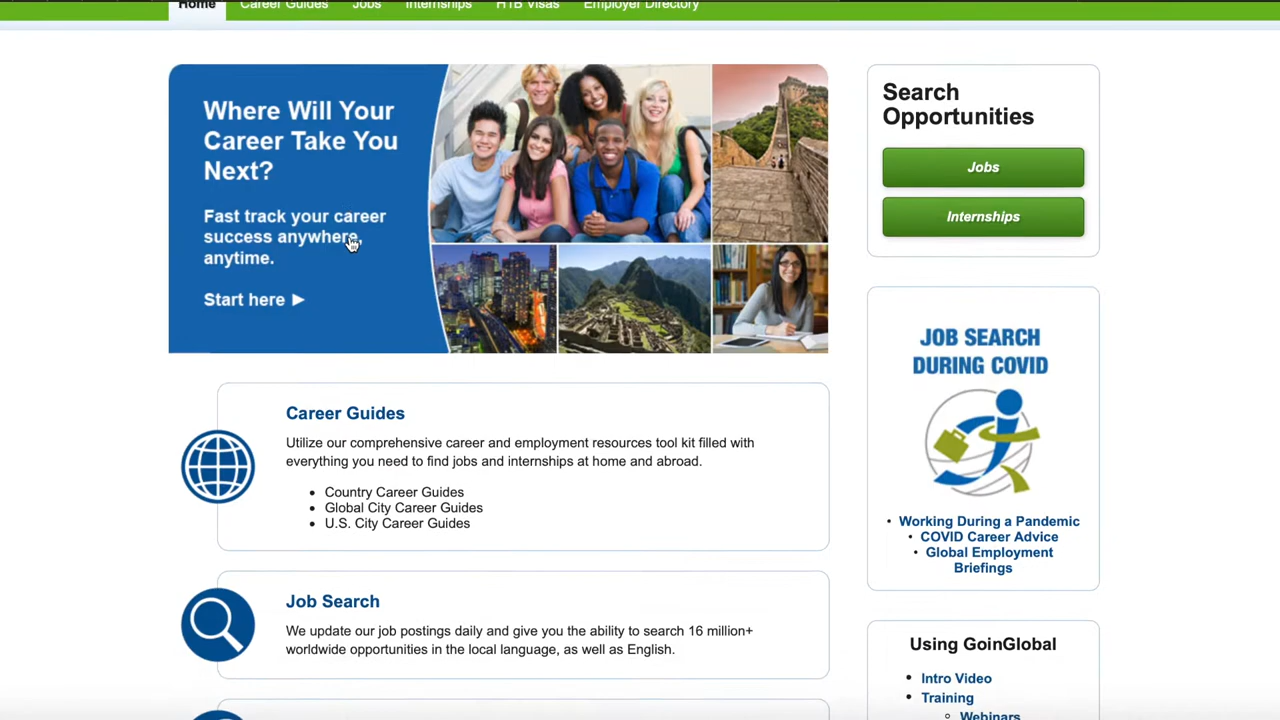 Home Career Guides Jobs Internships H1B Visas Employer Directory
Where Will Your
Career Take You
Next?
Fast track your career
success anywhere,
anytime.
Start here ►
Search
Opportunities
Jobs
Internships
JOB SEARCH
DURING COVID
• Working During a Pandemic
• COVID Career Advice
• Global Employment
Briefings
Career Guides
Utilize our comprehensive career and employment resources tool kit filled with
everything you need to find jobs and internships at home and abroad.
• Country Career Guides
• Global City Career Guides
• U.S. City Career Guides
Job Search
We update our job postings daily and give you the ability to search 16 million+
worldwide opportunities in the local language, as well as English.
Using GoinGlobal
• Intro Video
• Training
○ Webinars